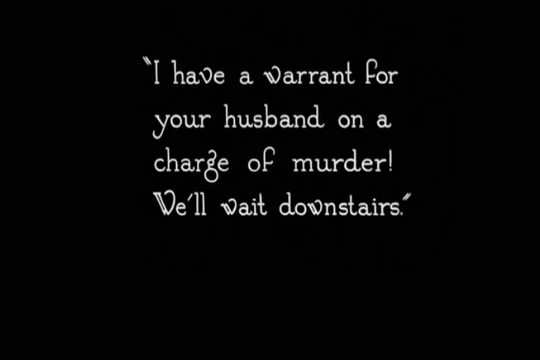 "I have a warrant for
your husband on a
charge of murder!
We'll wait downstairs."